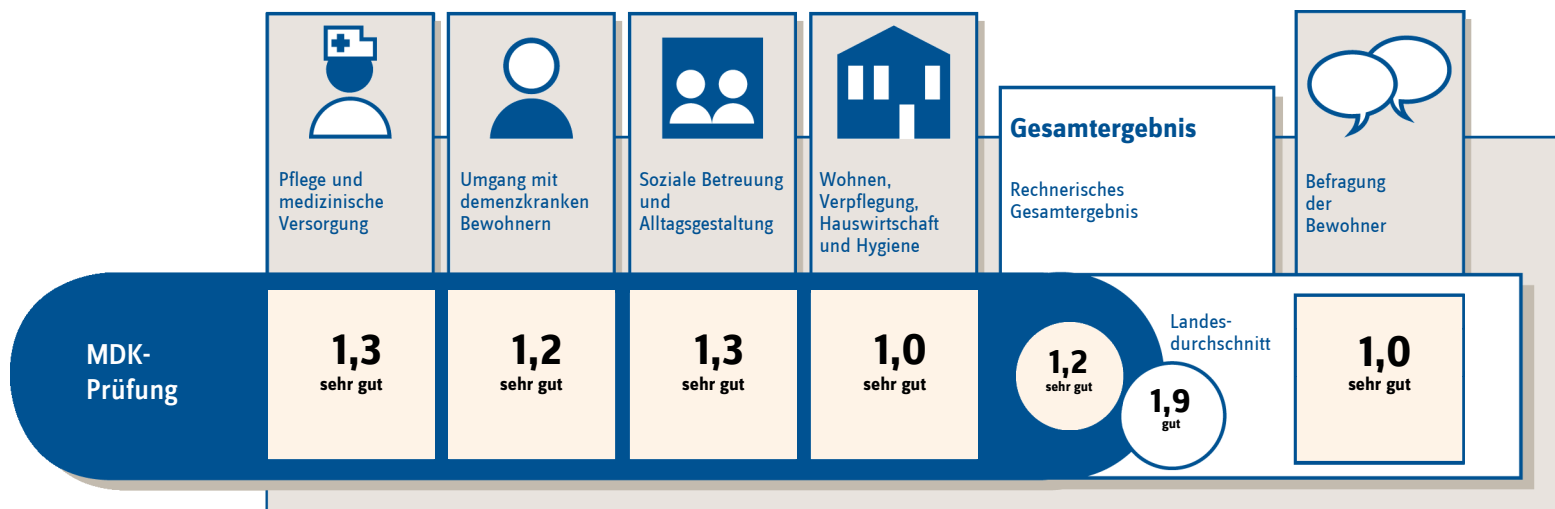 Pflege und
medizinische
Versorgung
Umgang mit
demenzkranken
Bewohnern
Soziale Betreuung
und
Alltagsgestaltung
Wohnen,
Verpflegung,
Hauswirtschaft
und Hygiene
Gesamtergebnis
Rechnerisches
Gesamtergebnis
Befragung
der
Bewohner
MDK-
Prüfung
1,3
sehr gut
1,2
sehr gut
1,3
sehr gut
1,0
sehr gut
1,2
sehr gut
Landes-
durchschnitt
1,9
gut
1,0
sehr gut